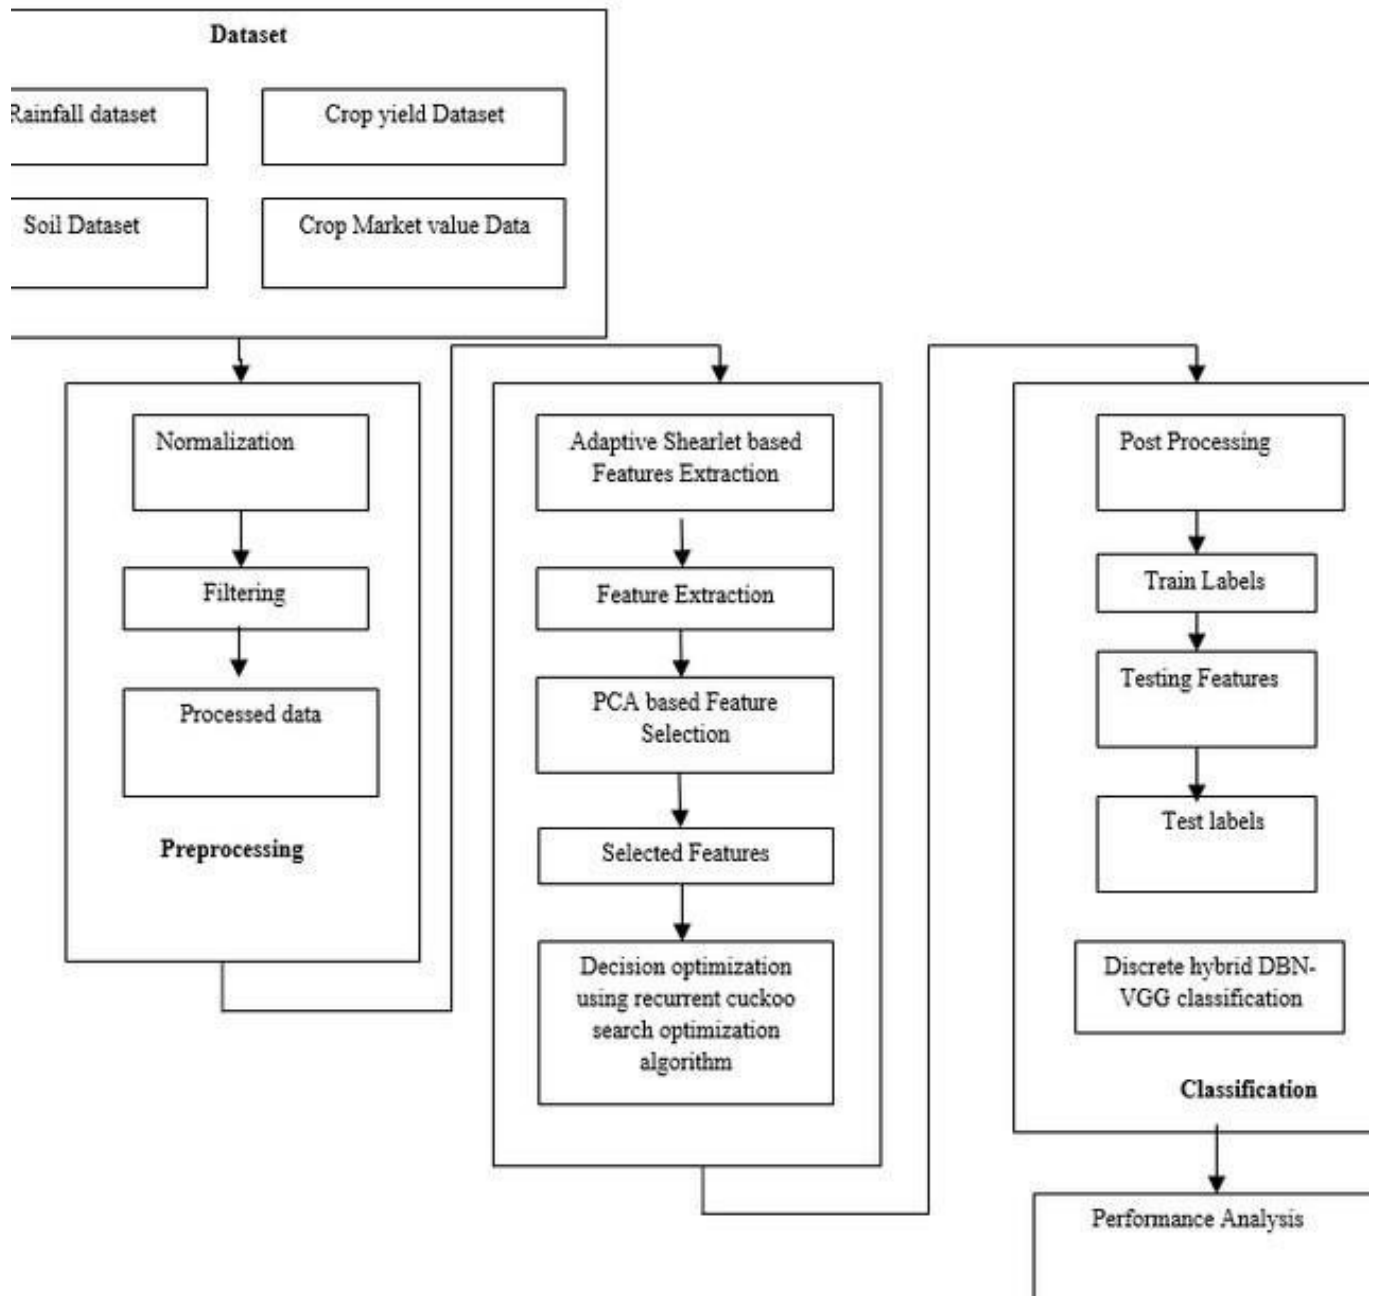 Dataset
Rainfall dataset
Crop yield Dataset
Soil Dataset
Crop Market value Data
Normalization
Filtering
Processed data
Preprocessing
Adaptive Shearlet based
Features Extraction
Feature Extraction
PCA based Feature
Selection
Selected Features
Decision optimization
using recurrent cuckoo
search optimization
algorithm
Post Processing
Train Labels
Testing Features
Test labels
Discrete hybrid DBN-
VGG classification
Classification
Performance Analysis